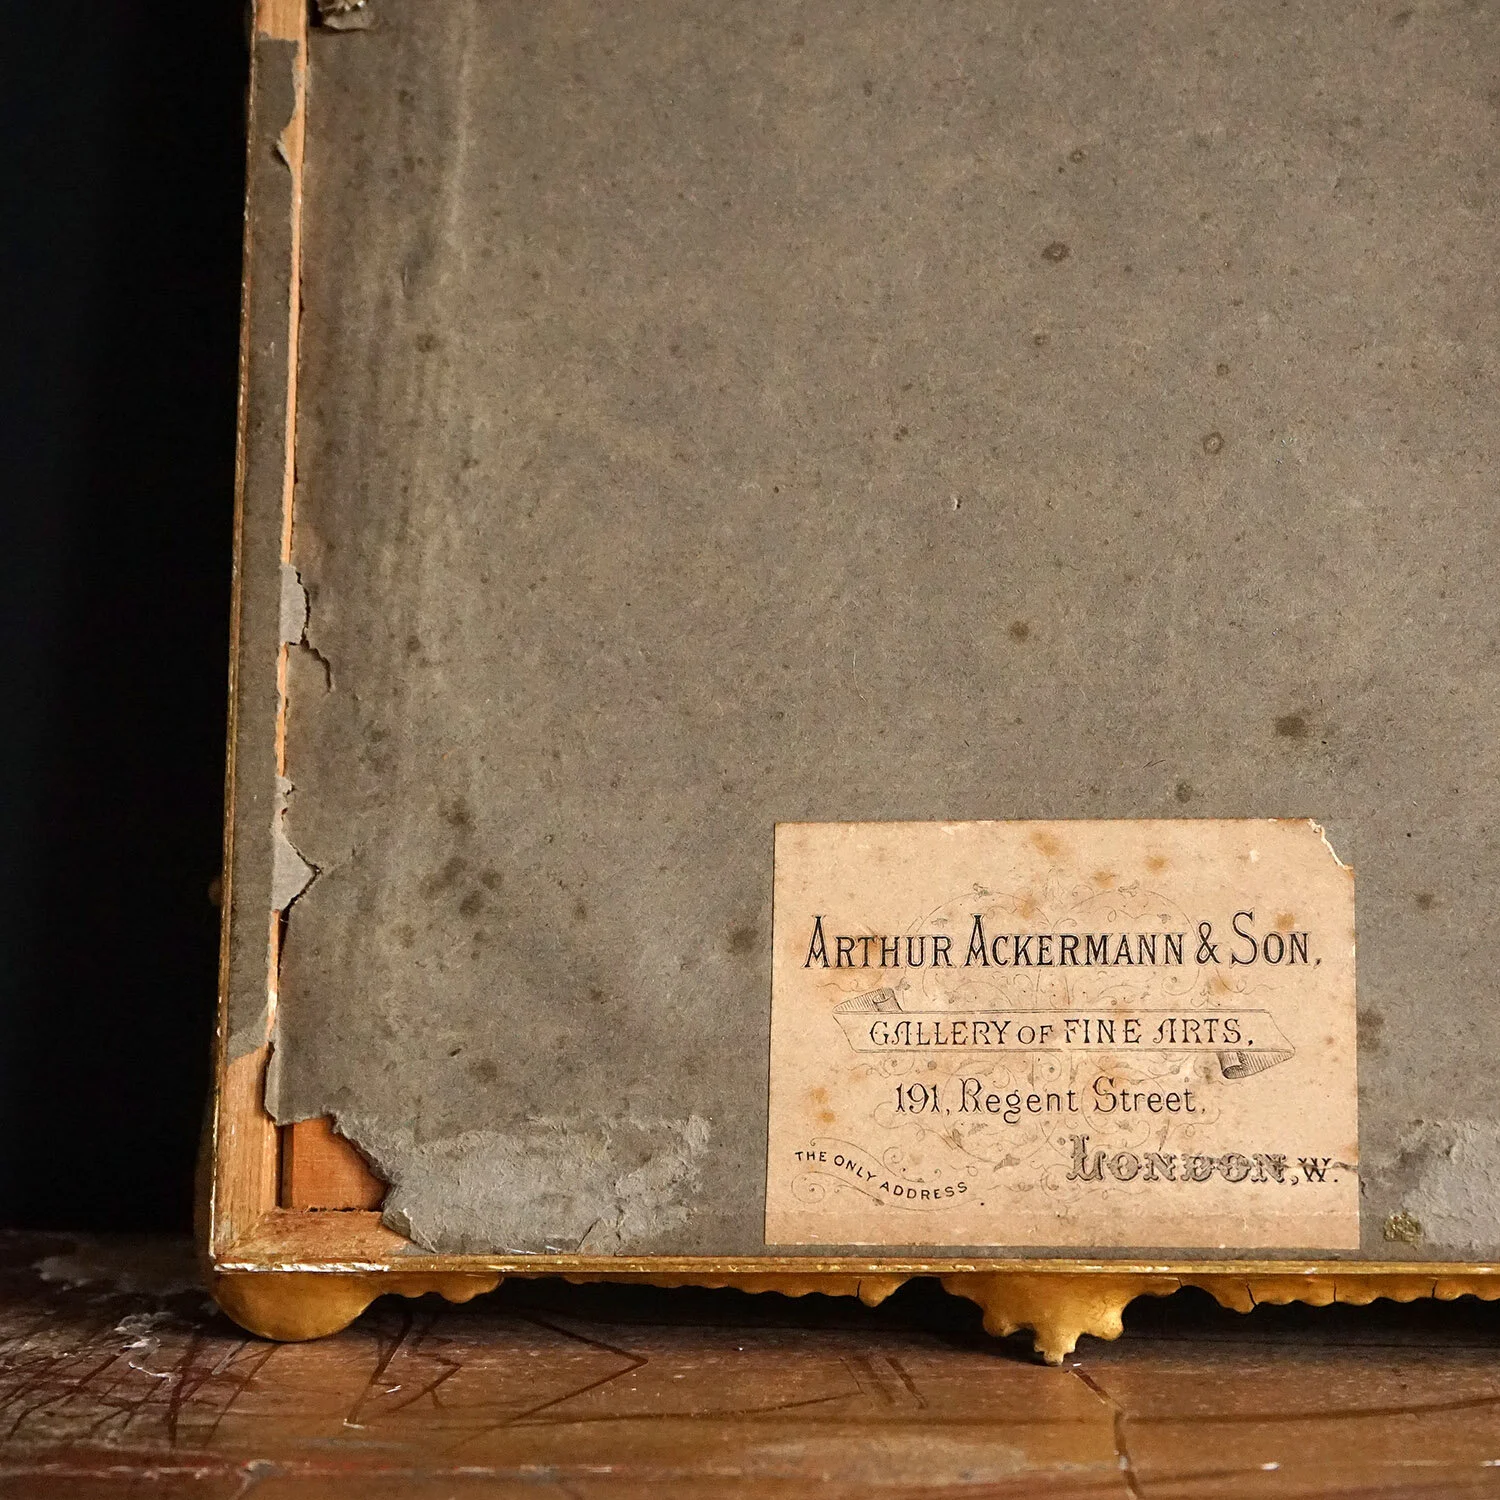 ARTHUR ACKERMANN & SON,
GALLERY OF FINE ARTS,
191, Regent Street,
LONDON, W.
THE ONLY ADDRESS